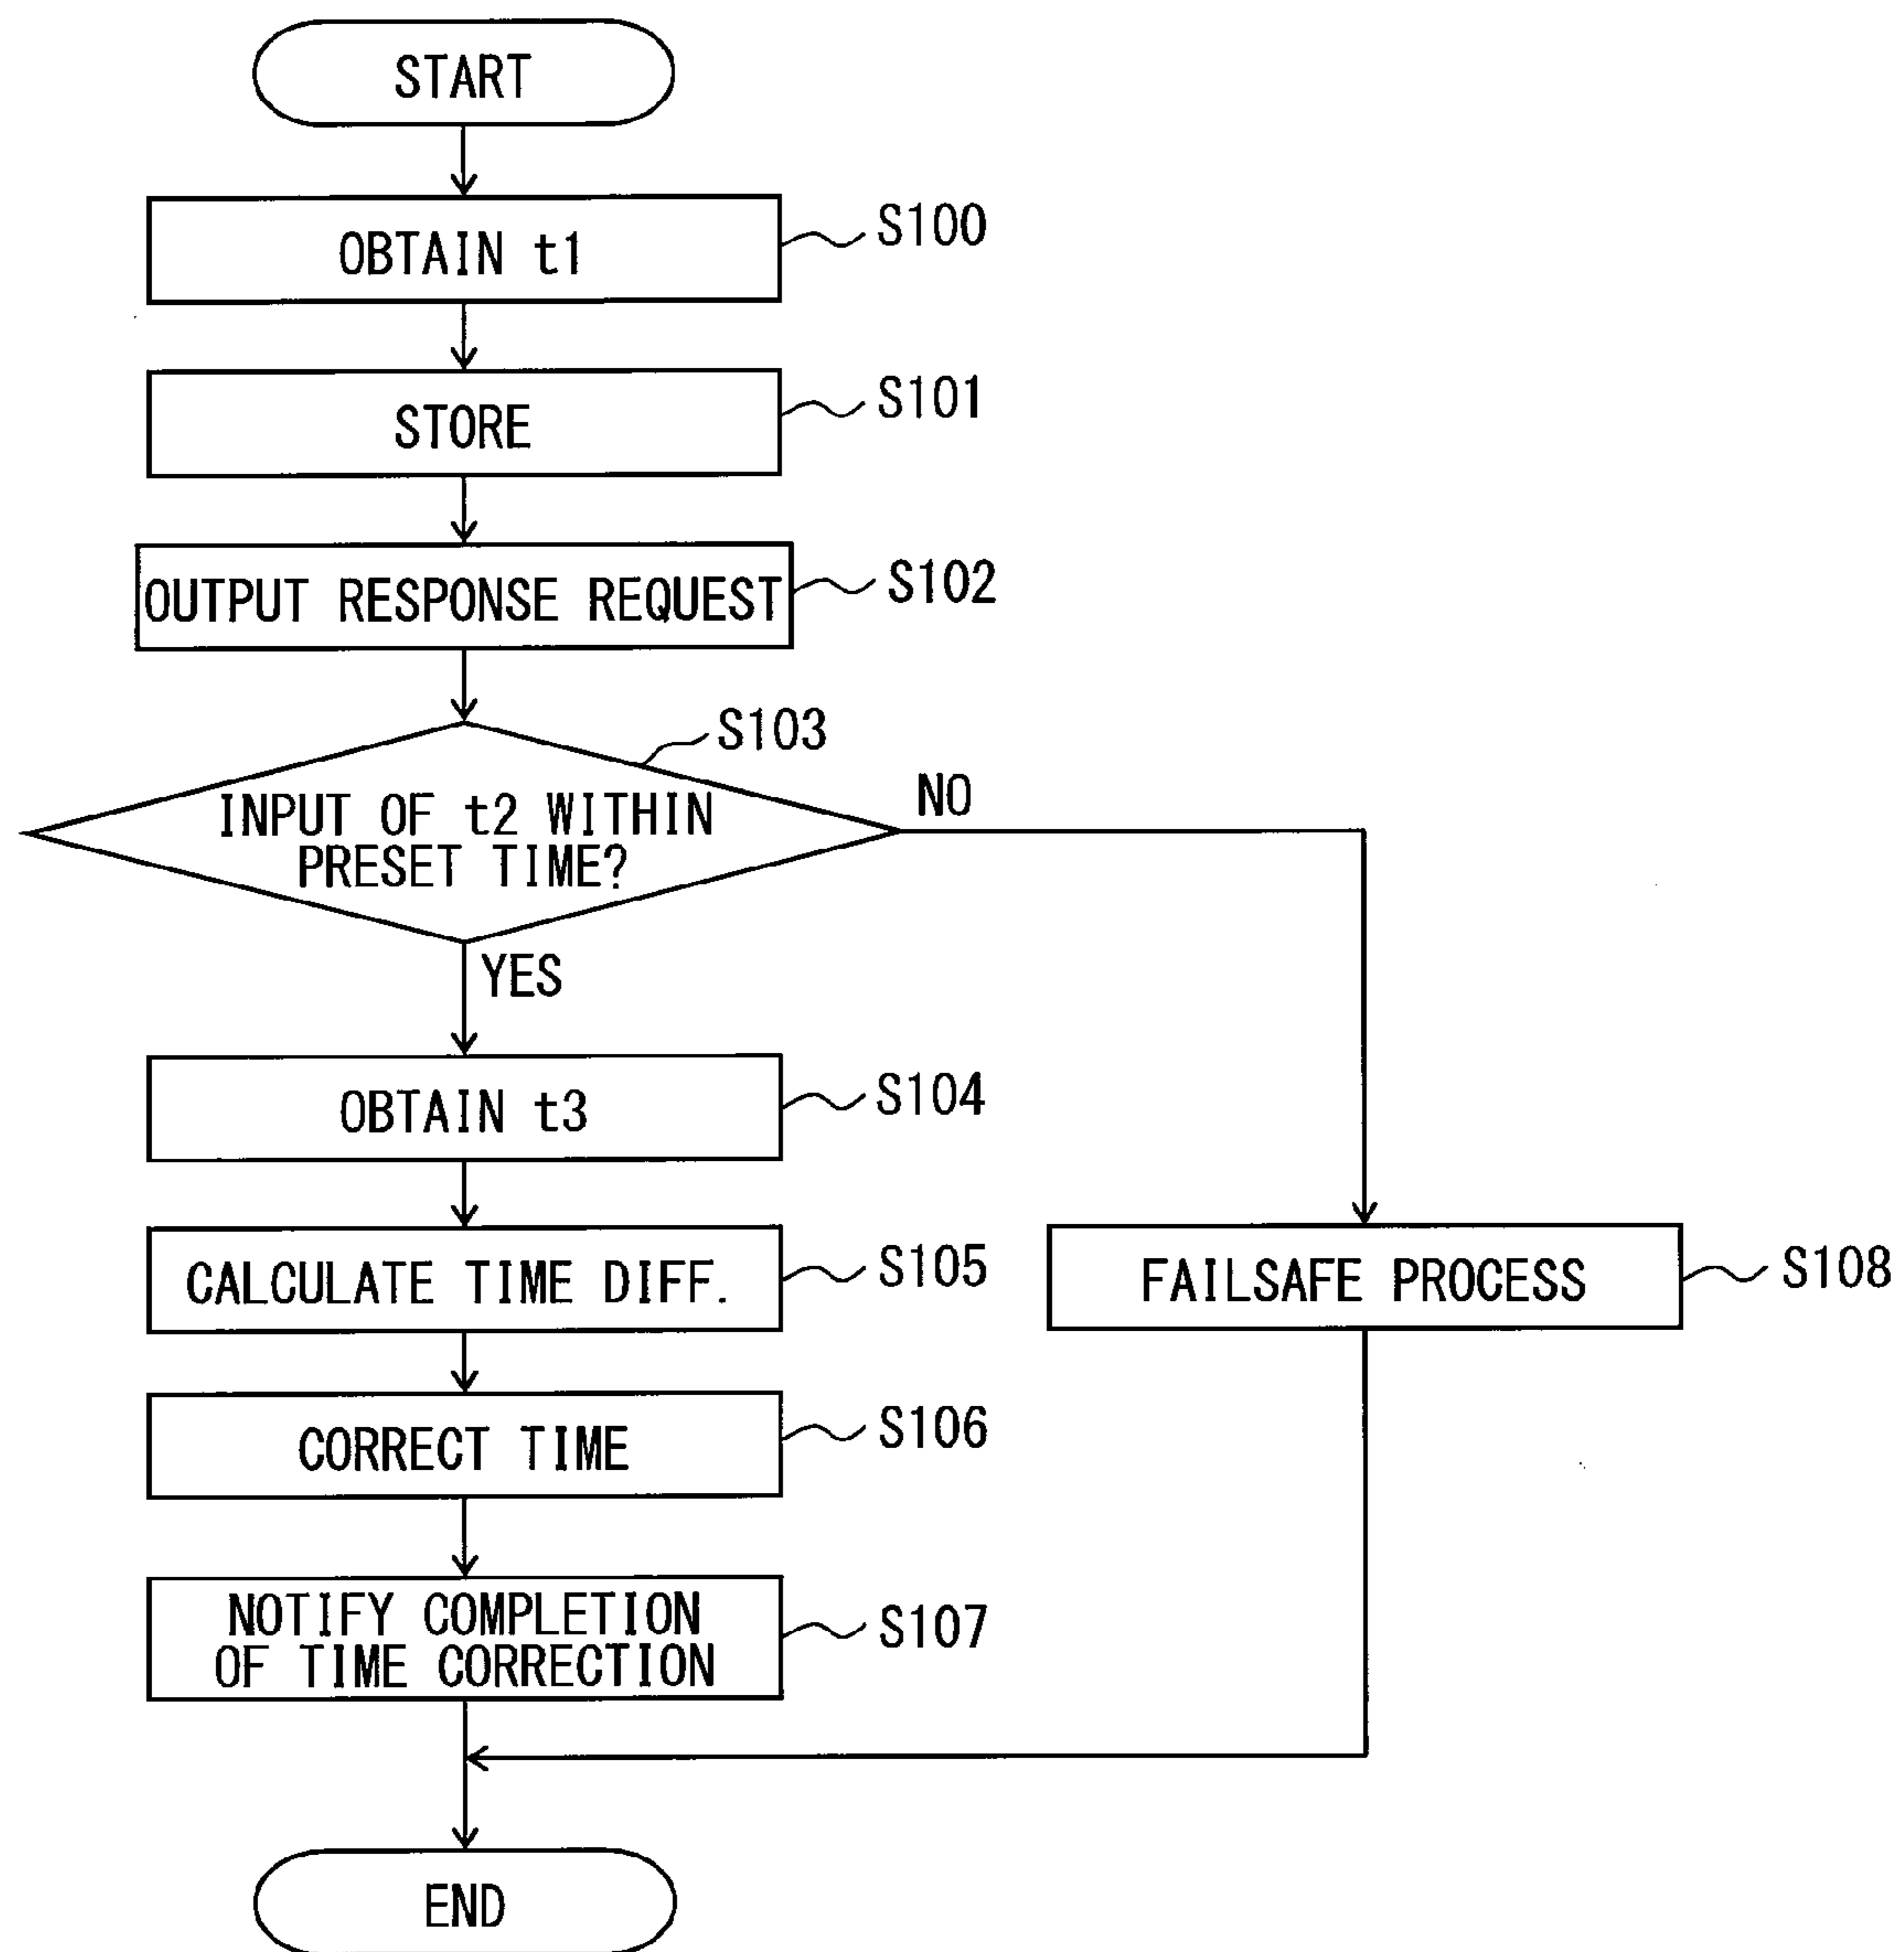 START
OBTAIN t1
S100
STORE
S101
OUTPUT RESPONSE REQUEST
S102
S103
INPUT OF t2 WITHIN
PRESET TIME?
NO
YES
OBTAIN t3
S104
CALCULATE TIME DIFF.
S105
FAILSAFE PROCESS
S108
CORRECT TIME
S106
NOTIFY COMPLETION
OF TIME CORRECTION
S107
END